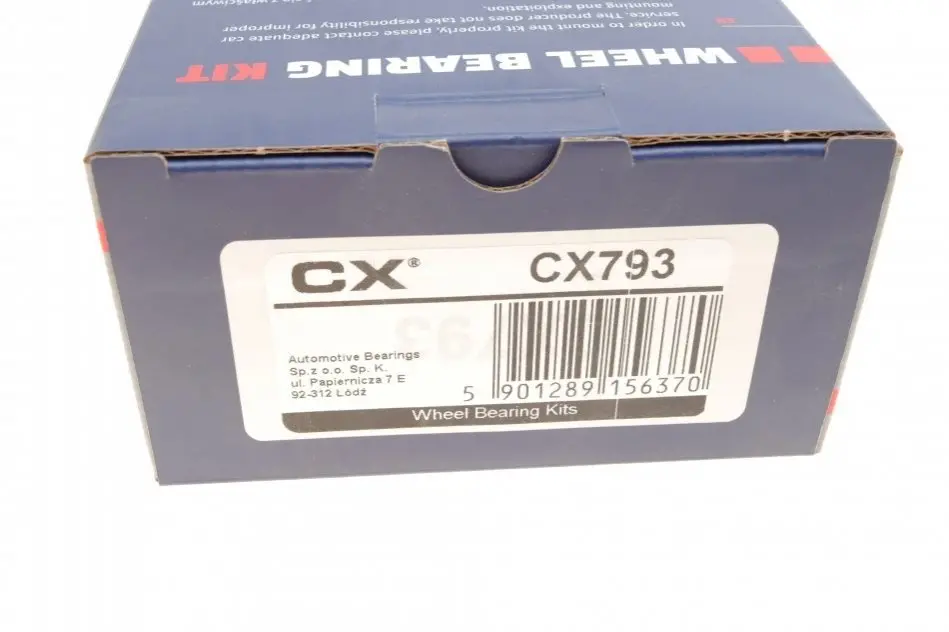 WHEEL BEARING KIT
In order to mount the kit properly, please contact adequate car
service. The producer does not take responsibility for improper
mounting and exploitation.
z właściwym
CX® CX793
Automotive Bearings
Sp.z o.o. Sp. K.
ul. Papiernicza 7 E
92-312 Łódź
5 901289 156370
Wheel Bearing Kits